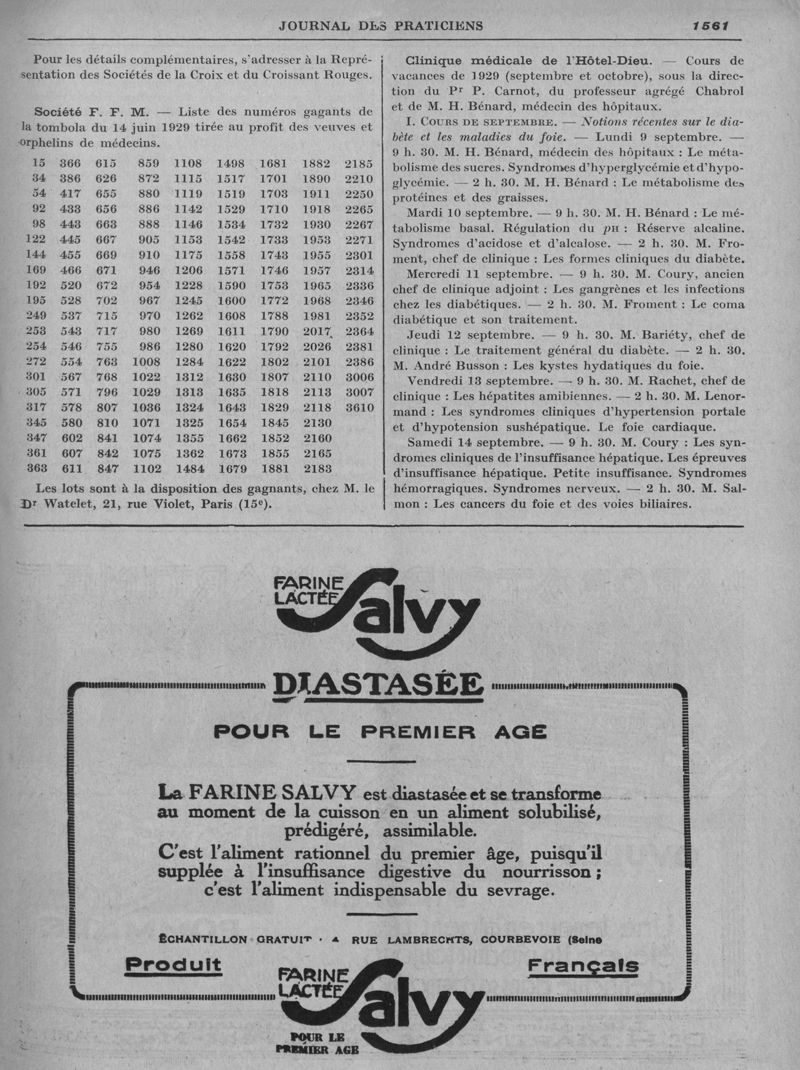 JOURNAL DES PRATICIENS 1561
Pour les détails complémentaires, s'adresser à la Repré-
sentation des Sociétés de la Croix et du Croissant Rouges.
Société F. F. M. — Liste des numéros gagants de
la tombola du 14 juin 1929 tirée au profit des veuves et
orphelins de médecins.
15 366 615 859 1108 1498 1681 1882 2185
34 386 626 872 1115 1517 1701 1890 2210
54 417 655 880 1119 1519 1703 1911 2250
92 433 656 886 1142 1529 1710 1918 2265
98 443 663 888 1146 1534 1732 1930 2267
122 445 667 905 1153 1542 1733 1953 2271
144 455 669 910 1175 1558 1743 1955 2301
169 466 671 946 1206 1571 1746 1957 2314
192 520 672 954 1228 1590 1753 1965 2336
195 528 702 967 1245 1600 1772 1968 2346
249 537 715 970 1262 1608 1788 1981 2352
253 543 717 980 1269 1611 1790 2017 2364
254 546 755 986 1280 1620 1792 2026 2381
272 554 763 1008 1284 1622 1802 2101 2386
301 567 768 1022 1312 1630 1807 2110 3006
305 571 796 1029 1313 1635 1818 2113 3007
317 578 807 1036 1324 1643 1829 2118 3610
345 580 810 1071 1325 1654 1845 2130
347 602 841 1074 1355 1662 1852 2160
361 607 842 1075 1362 1673 1855 2165
363 611 847 1102 1484 1679 1881 2183
Les lots sont à la disposition des gagnants, chez M. le
Dr Watelet, 21, rue Violet, Paris (15e).
Clinique médicale de l'Hôtel-Dieu. — Cours de
vacances de 1929 (septembre et octobre), sous la direc-
tion du Pr P. Carnot, du professeur agrégé Chabrol
et de M. H. Bénard, médecin des hôpitaux.
I. COURS DE SEPTEMBRE. — Notions récentes sur le dia-
bète et les maladies du foie. — Lundi 9 septembre. —
9 h. 30. M. H. Bénard, médecin des hôpitaux : Le méta-
bolisme des sucres. Syndromes d'hyperglycémie et d'hypo-
glycémie. — 2 h. 30. M. H. Bénard : Le métabolisme des
protéines et des graisses.
Mardi 10 septembre. — 9 h. 30. M. H. Bénard : Le mé-
tabolisme basal. Régulation du pH : Réserve alcaline.
Syndromes d'acidose et d'alcalose. — 2 h. 30. M. Fro-
ment, chef de clinique : Les formes cliniques du diabète.
Mercredi 11 septembre. — 9 h. 30. M. Coury, ancien
chef de clinique adjoint : Les gangrènes et les infections
chez les diabétiques. — 2 h. 30. M. Froment : Le coma
diabétique et son traitement.
Jeudi 12 septembre. — 9 h. 30. M. Bariéty, chef de
clinique : Le traitement général du diabète. — 2 h. 30.
M. André Busson : Les kystes hydatiques du foie.
Vendredi 13 septembre. — 9 h. 30. M. Rachet, chef de
clinique : Les hépatites amibiennes. — 2 h. 30. M. Lenor-
mand : Les syndromes cliniques d'hypertension portale
et d'hypotension sushépatique. Le foie cardiaque.
Samedi 14 septembre. — 9 h. 30. M. Coury : Les syn-
dromes cliniques de l'insuffisance hépatique. Les épreuves
d'insuffisance hépatique. Petite insuffisance. Syndromes
hémorragiques. Syndromes nerveux. — 2 h. 30. M. Sal-
mon : Les cancers du foie et des voies biliaires.
FARINE
LACTÉE
Salvy
DIASTASÉE
POUR LE PREMIER AGE
La FARINE SALVY est diastasée et se transforme
au moment de la cuisson en un aliment solubilisé,
prédigéré, assimilable.
C'est l'aliment rationnel du premier âge, puisqu'il
supplée à l'insuffisance digestive du nourrisson ;
c'est l'aliment indispensable du sevrage.
ÉCHANTILLON GRATUIT · 4 RUE LAMBRECHTS, COURBEVOIE (Seine
Produit Français
FARINE
LACTÉE
Salvy
POUR LE
PREMIER AGE